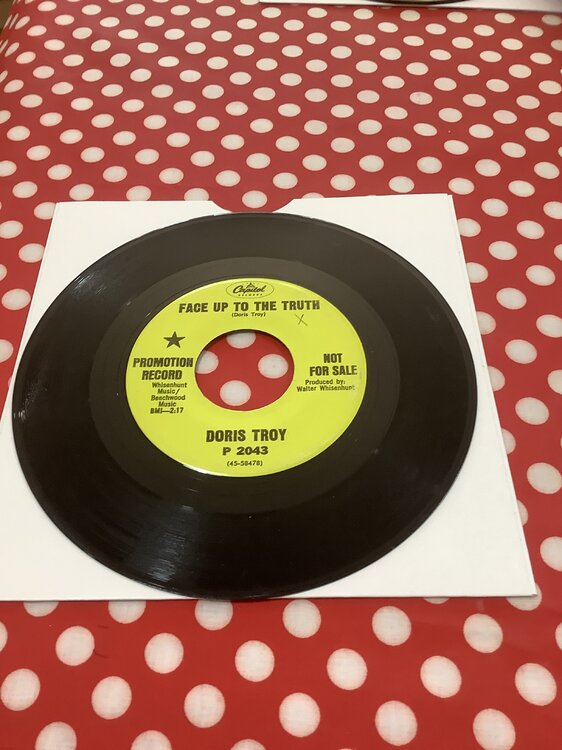 Capitol
RECORDS
FACE UP TO THE TRUTH
(Doris Troy)
X
PROMOTION
RECORD
Whisenhunt
Music/
Beechwood
Music
BMI—2:17
NOT
FOR SALE
Produced by:
Walter Whisenhunt
DORIS TROY
P 2043
(45-58478)